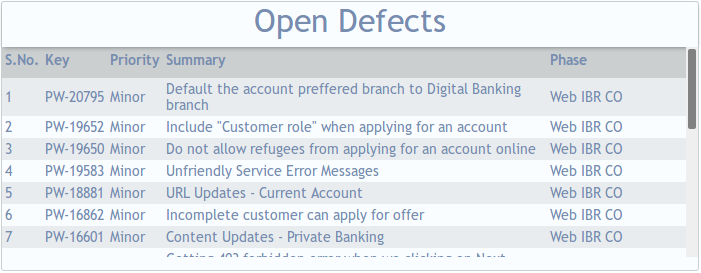 Open Defects
S.No. Key Priority Summary Phase
1 PW-20795 Minor Default the account preffered branch to Digital Banking branch Web IBR CO
2 PW-19652 Minor Include "Customer role" when applying for an account Web IBR CO
3 PW-19650 Minor Do not allow refugees from applying for an account online Web IBR CO
4 PW-19583 Minor Unfriendly Service Error Messages Web IBR CO
5 PW-18881 Minor URL Updates - Current Account Web IBR CO
6 PW-16862 Minor Incomplete customer can apply for offer Web IBR CO
7 PW-16601 Minor Content Updates - Private Banking Web IBR CO
Getting 403 forbidden error when we clicking on Next